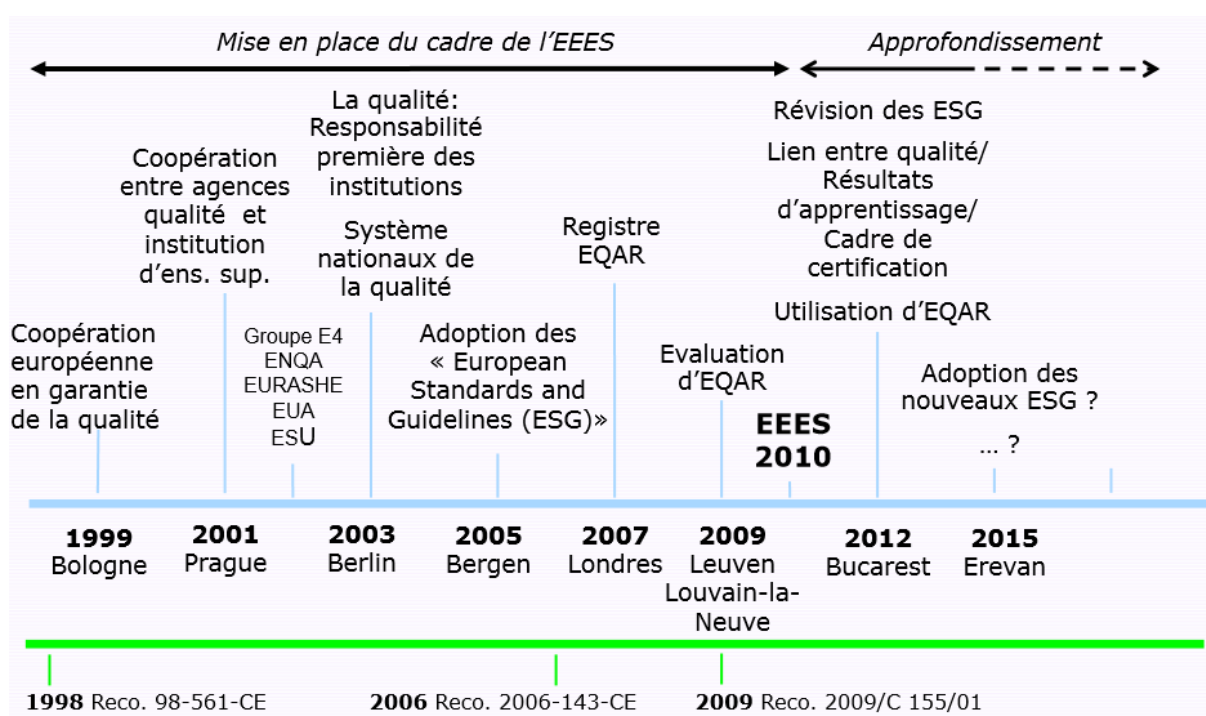 Mise en place du cadre de l’EEES
Approfondissement
Coopération
européenne
en garantie
de la qualité
Coopération
entre agences
qualité et
institution
d’ens. sup.
Groupe E4
ENQA
EURASHE
EUA
ESU
La qualité:
Responsabilité
première des
institutions
Système
nationaux de
la qualité
Adoption des
« European
Standards and
Guidelines (ESG)»
Registre
EQAR
Evaluation
d’EQAR
EEES
2010
Révision des ESG
Lien entre qualité/
Résultats
d’apprentissage/
Cadre de
certification
Utilisation d’EQAR
Adoption des
nouveaux ESG ?
... ?
1999
Bologne
2001
Prague
2003
Berlin
2005
Bergen
2007
Londres
2009
Leuven
Louvain-la-
Neuve
2012
Bucarest
2015
Erevan
1998 Reco. 98-561-CE
2006 Reco. 2006-143-CE
2009 Reco. 2009/C 155/01